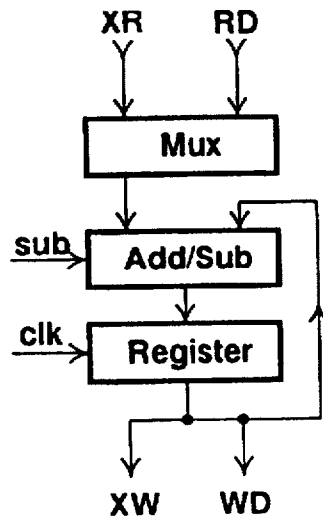 XR RD
Mux
sub
Add/Sub
clk
Register
XW WD